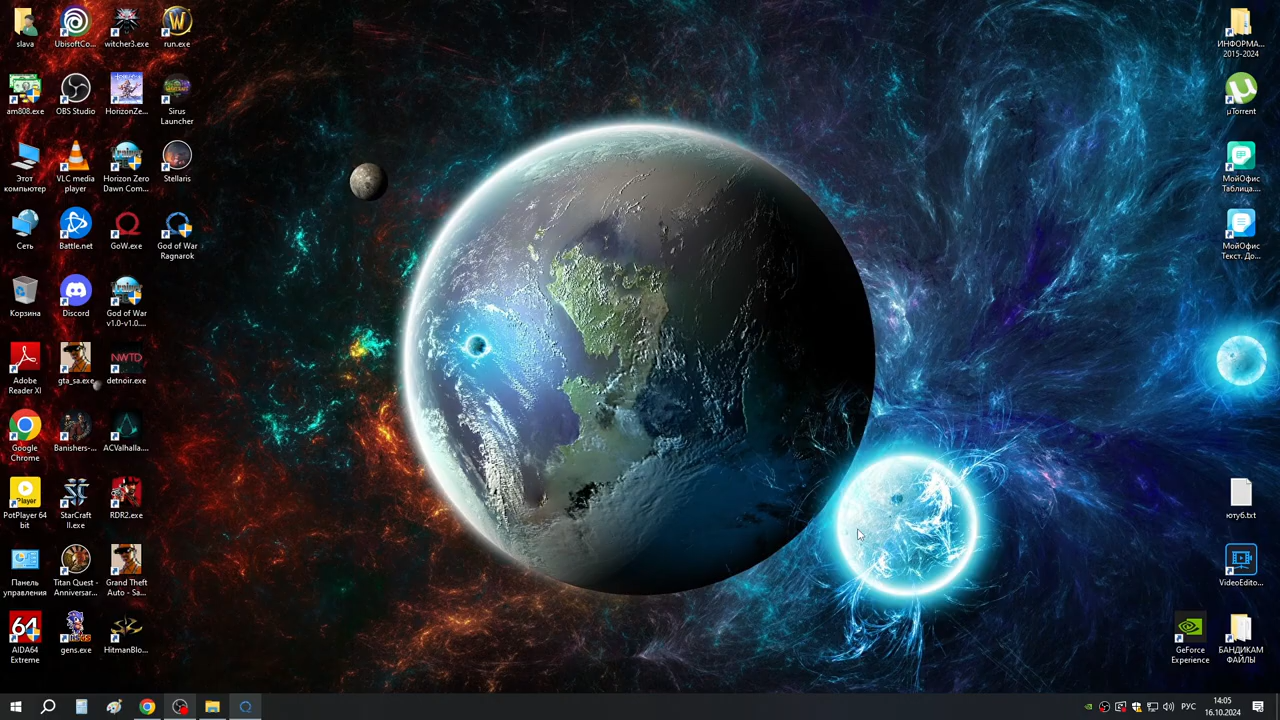 slava
UbisoftCo...
witcher3.exe
run.exe
am808.exe
OBS Studio
HorizonZe...
Sirus
Launcher
Этот
компьютер
VLC media
player
Horizon Zero
Dawn Com...
Stellaris
Сеть
Battle.net
GoW.exe
God of War
Ragnarok
Корзина
Discord
God of War
v1.0-v1.0....
Adobe
Reader XI
gta_sa.exe
NWTD
detnoir.exe
Google
Chrome
Banishers-...
ACValhalla....
Player
PotPlayer 64
bit
StarCraft
II.exe
RDR2.exe
Панель
управления
Titan Quest -
Anniversar...
Grand Theft
Auto - Sa...
64
AIDA64
Extreme
gens.exe
HitmanBlo...
ИНФОРМА...
2015-2024
µTorrent
МойОфис
Таблица....
МойОфис
Текст. До...
ютуб.txt
VideoEdito...
GeForce
Experience
БАНДИКАМ
ФАЙЛЫ
РУС
14:05
16.10.2024